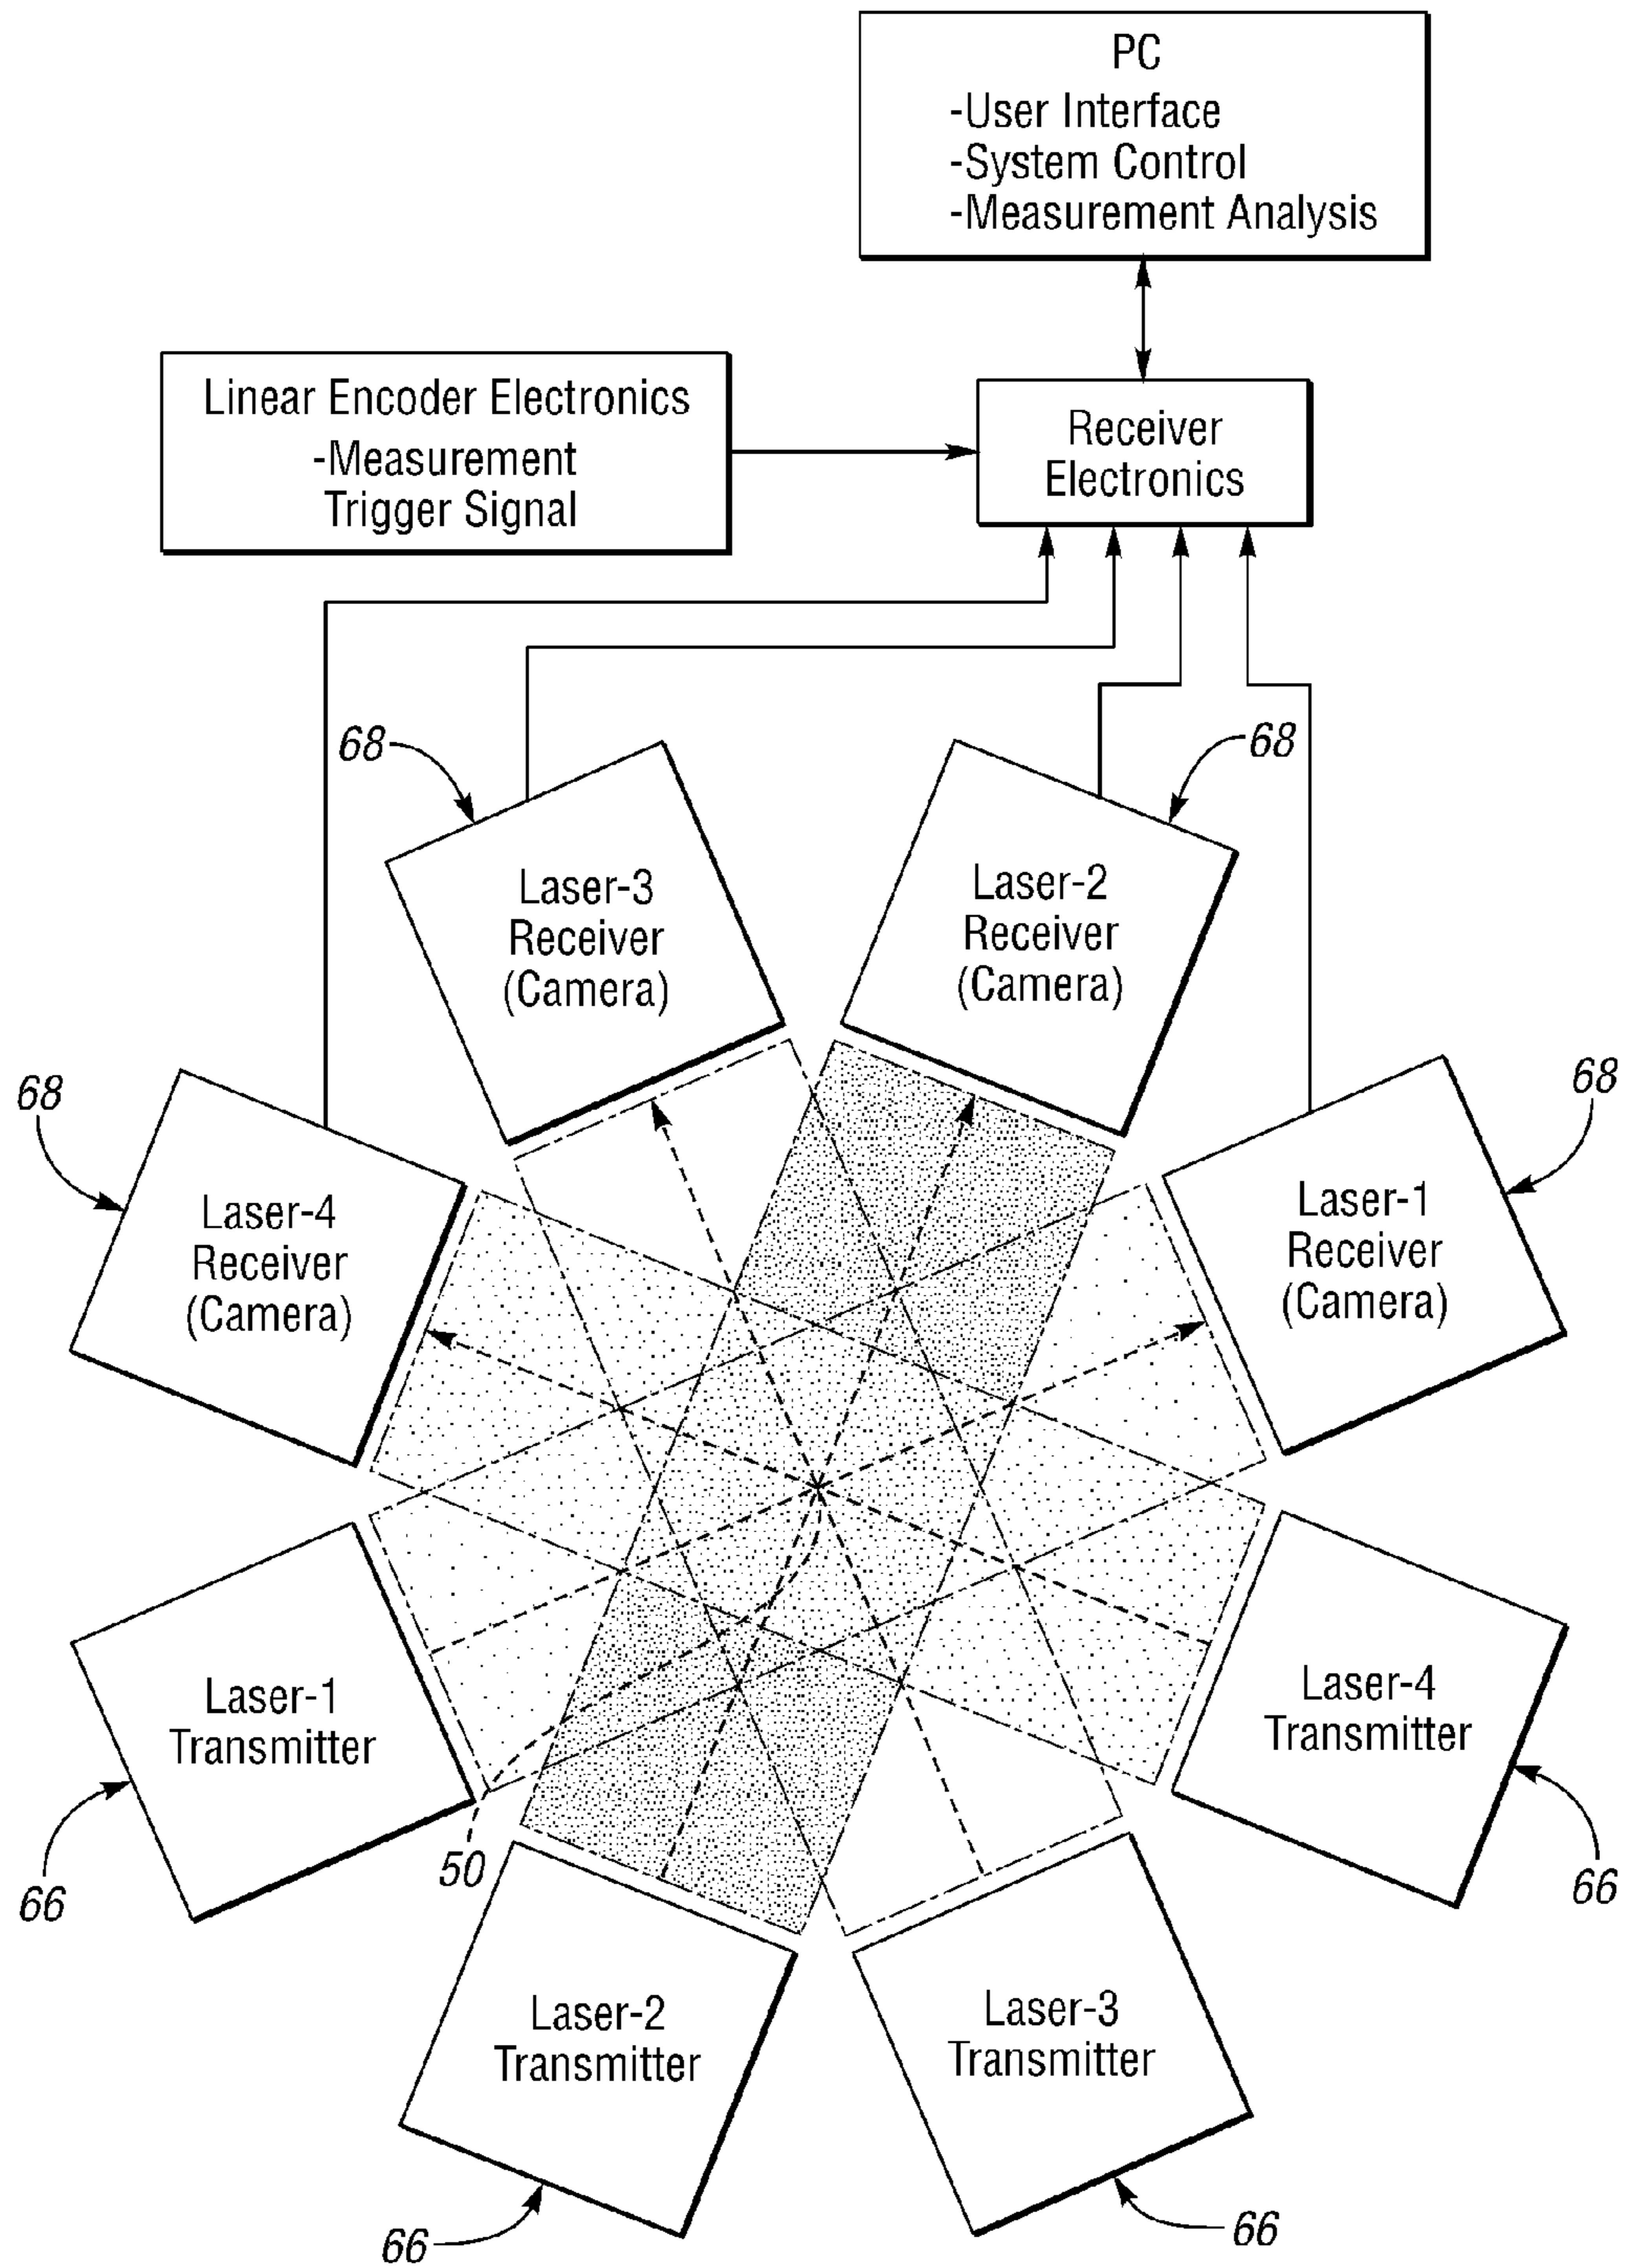 PC
-User Interface
-System Control
-Measurement Analysis
Linear Encoder Electronics
-Measurement
Trigger Signal
Receiver
Electronics
68
68
Laser-3
Receiver
(Camera)
Laser-2
Receiver
(Camera)
68
68
Laser-4
Receiver
(Camera)
Laser-1
Receiver
(Camera)
Laser-1
Transmitter
Laser-4
Transmitter
50
66
66
Laser-2
Transmitter
Laser-3
Transmitter
66
66